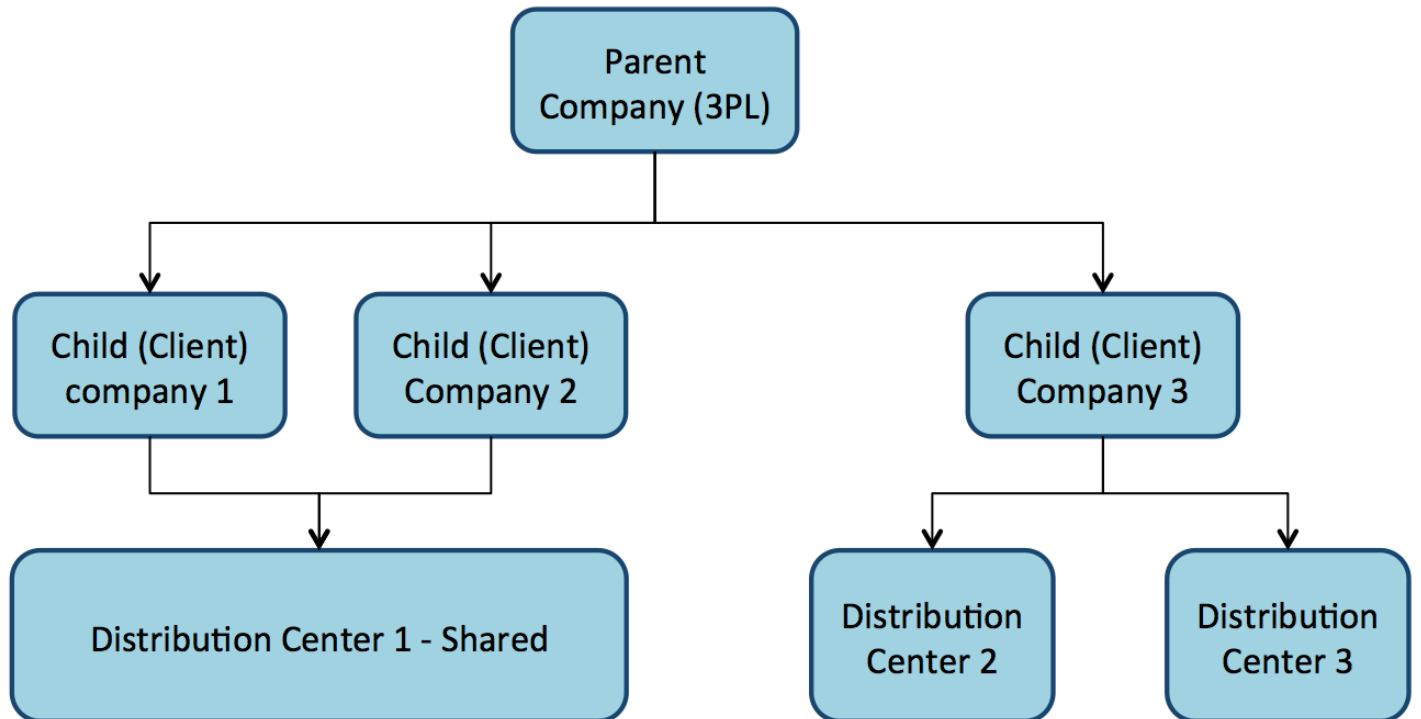 Parent
Company (3PL)
Child (Client)
company 1
Child (Client)
Company 2
Child (Client)
Company 3
Distribution Center 1 - Shared
Distribution
Center 2
Distribution
Center 3